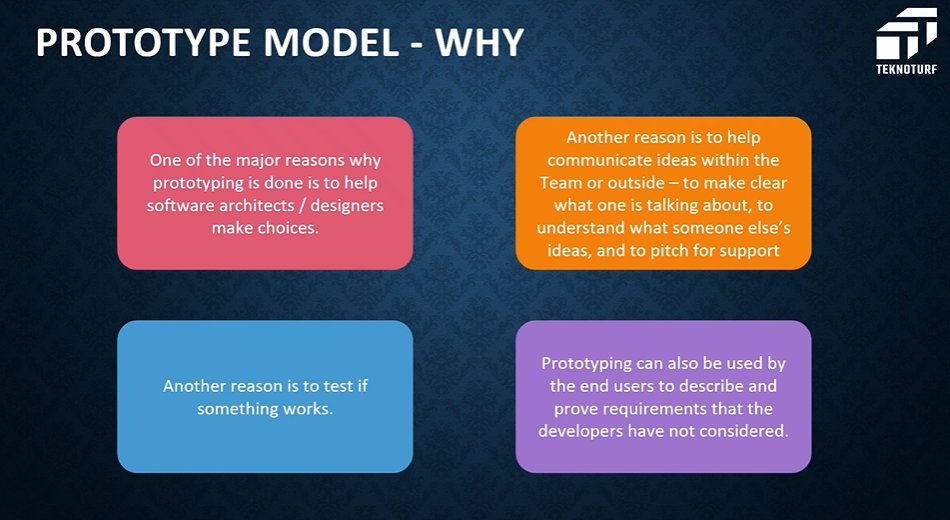 PROTOTYPE MODEL - WHY
TEKNOTURF
One of the major reasons why
prototyping is done is to help
software architects / designers
make choices.
Another reason is to help
communicate ideas within the
Team or outside – to make clear
what one is talking about, to
understand what someone else’s
ideas, and to pitch for support
Another reason is to test if
something works.
Prototyping can also be used by
the end users to describe and
prove requirements that the
developers have not considered.